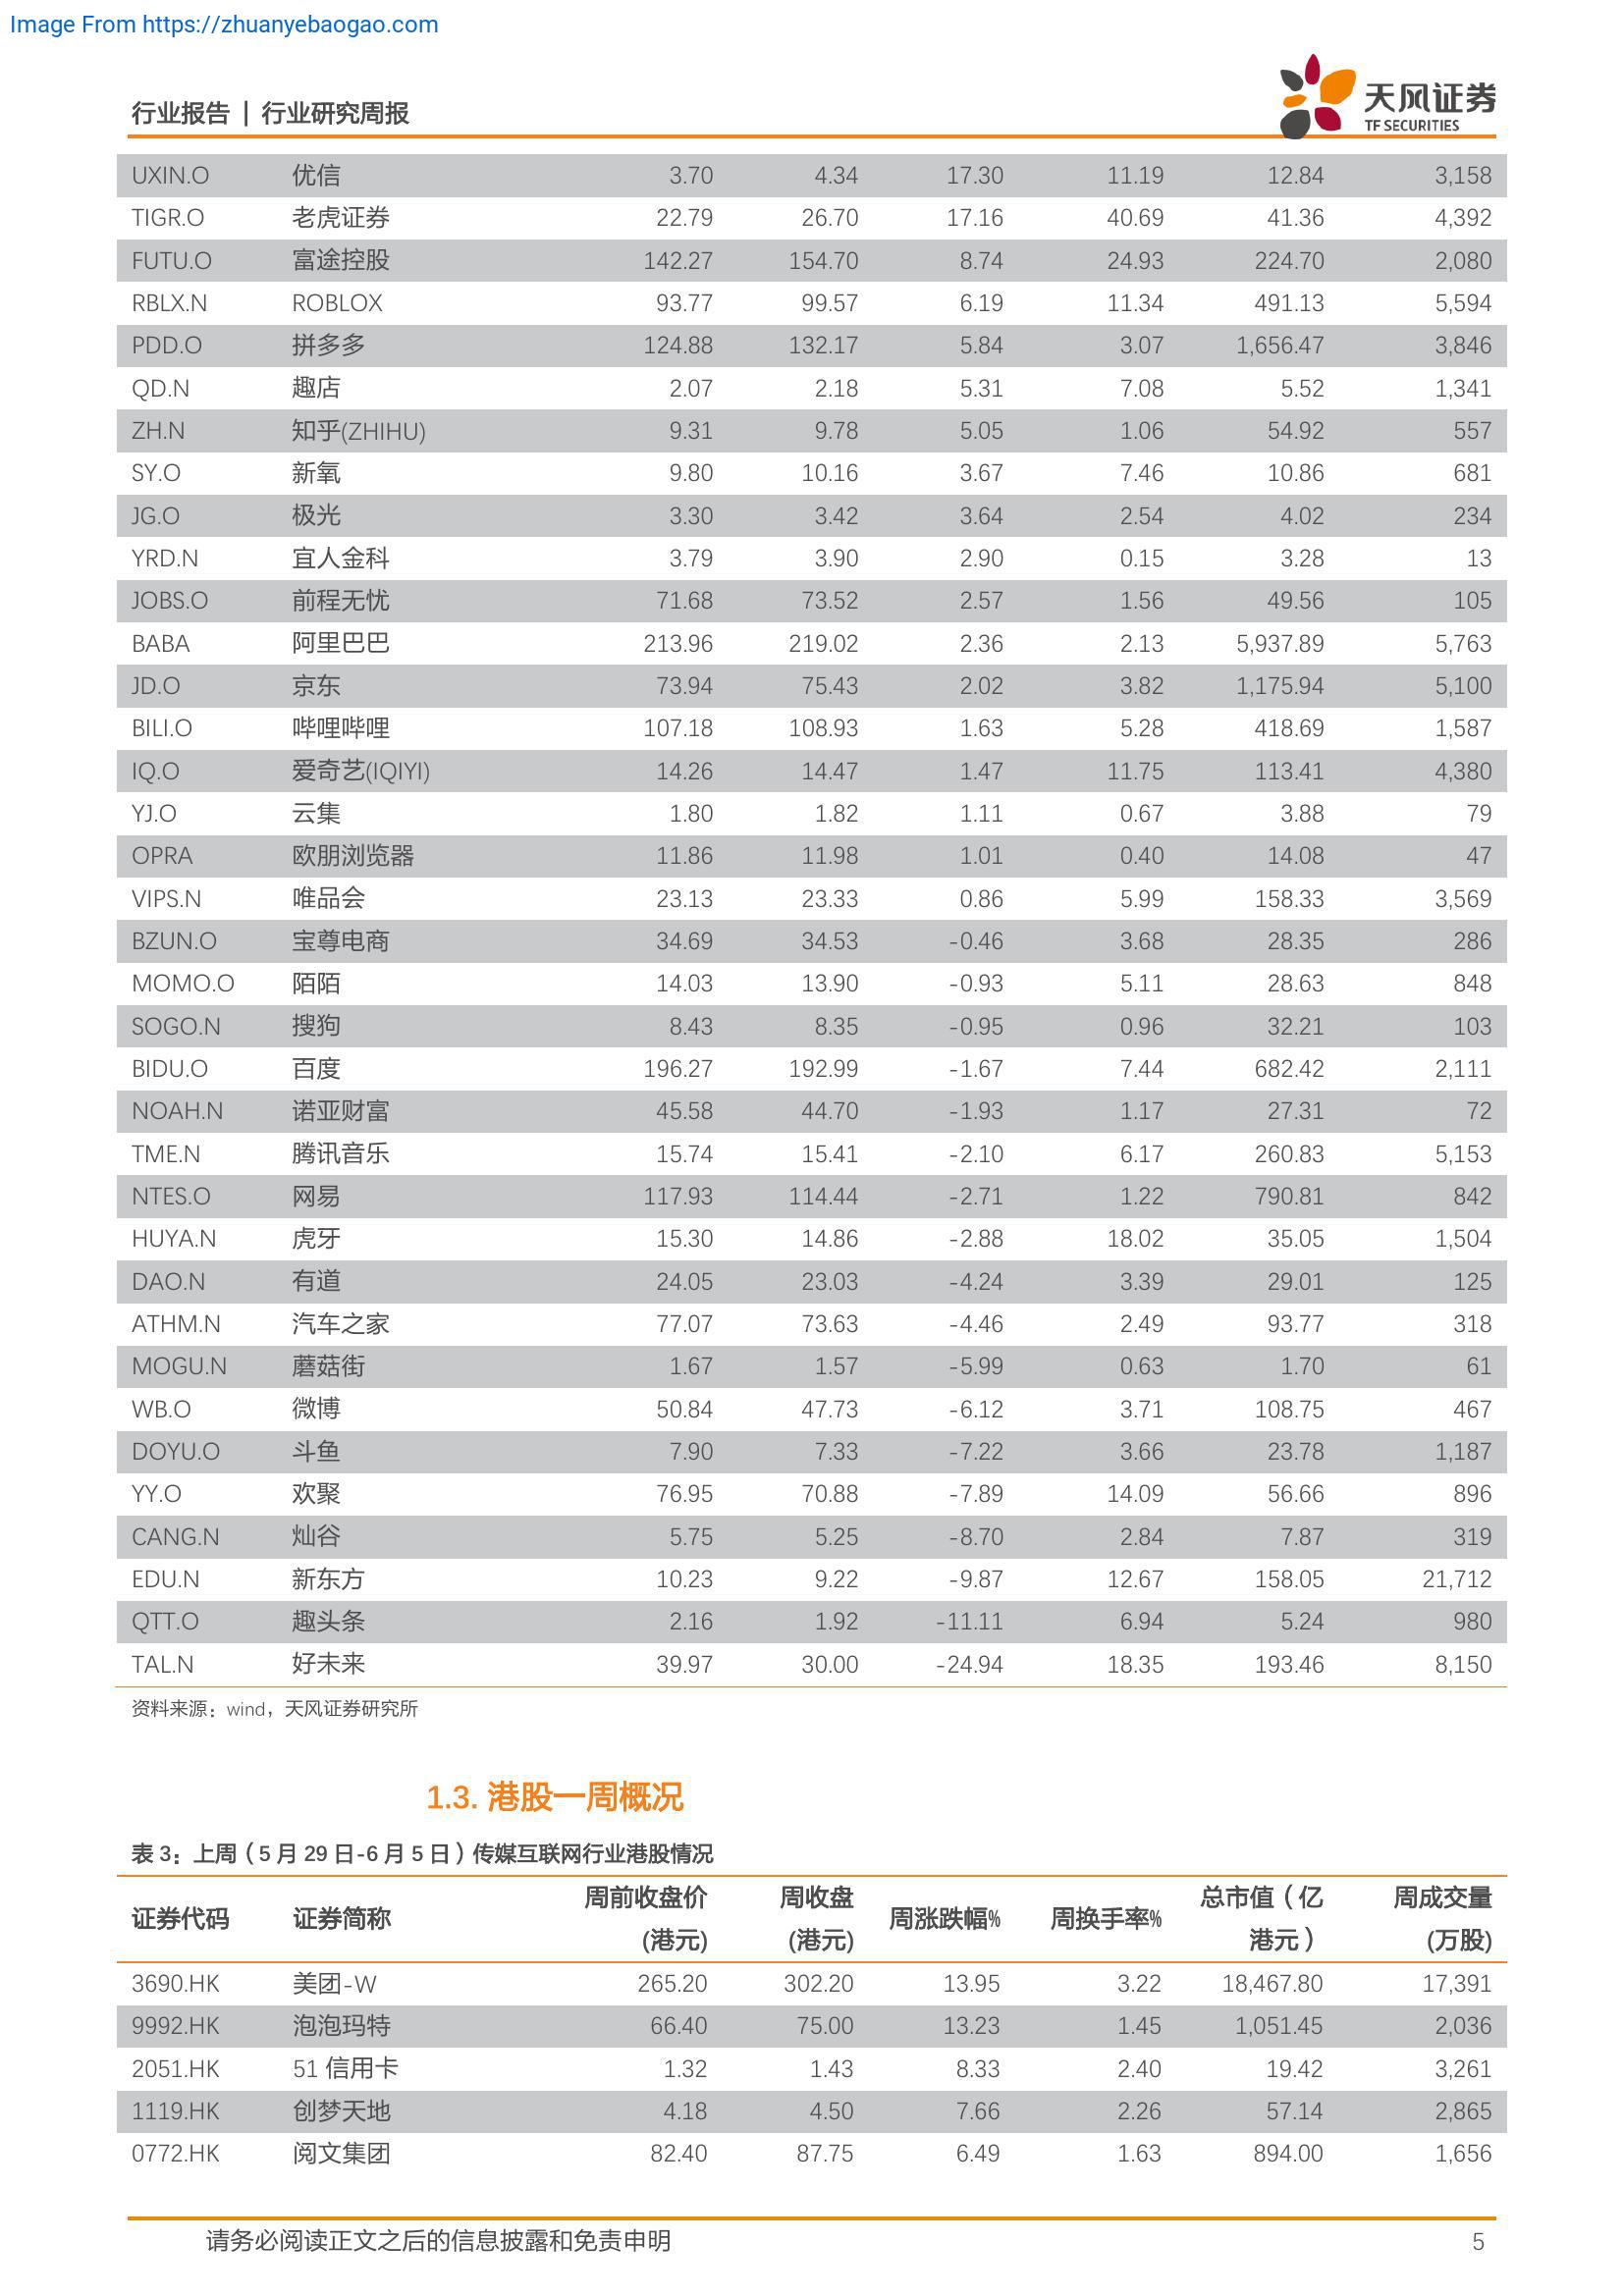 Image From https://zhuanyebaogao.com
行业报告 | 行业研究周报
天风证券
TF SECURITIES
UXIN.O 优信 3.70 4.34 17.30 11.19 12.84 3,158
TIGR.O 老虎证券 22.79 26.70 17.16 40.69 41.36 4,392
FUTU.O 富途控股 142.27 154.70 8.74 24.93 224.70 2,080
RBLX.N ROBLOX 93.77 99.57 6.19 11.34 491.13 5,594
PDD.O 拼多多 124.88 132.17 5.84 3.07 1,656.47 3,846
QD.N 趣店 2.07 2.18 5.31 7.08 5.52 1,341
ZH.N 知乎(ZHIHU) 9.31 9.78 5.05 1.06 54.92 557
SY.O 新氧 9.80 10.16 3.67 7.46 10.86 681
JG.O 极光 3.30 3.42 3.64 2.54 4.02 234
YRD.N 宜人金科 3.79 3.90 2.90 0.15 3.28 13
JOBS.O 前程无忧 71.68 73.52 2.57 1.56 49.56 105
BABA 阿里巴巴 213.96 219.02 2.36 2.13 5,937.89 5,763
JD.O 京东 73.94 75.43 2.02 3.82 1,175.94 5,100
BILI.O 哔哩哔哩 107.18 108.93 1.63 5.28 418.69 1,587
IQ.O 爱奇艺(IQIYI) 14.26 14.47 1.47 11.75 113.41 4,380
YJ.O 云集 1.80 1.82 1.11 0.67 3.88 79
OPRA 欧朋浏览器 11.86 11.98 1.01 0.40 14.08 47
VIPS.N 唯品会 23.13 23.33 0.86 5.99 158.33 3,569
BZUN.O 宝尊电商 34.69 34.53 -0.46 3.68 28.35 286
MOMO.O 陌陌 14.03 13.90 -0.93 5.11 28.63 848
SOGO.N 搜狗 8.43 8.35 -0.95 0.96 32.21 103
BIDU.O 百度 196.27 192.99 -1.67 7.44 682.42 2,111
NOAH.N 诺亚财富 45.58 44.70 -1.93 1.17 27.31 72
TME.N 腾讯音乐 15.74 15.41 -2.10 6.17 260.83 5,153
NTES.O 网易 117.93 114.44 -2.71 1.22 790.81 842
HUYA.N 虎牙 15.30 14.86 -2.88 18.02 35.05 1,504
DAO.N 有道 24.05 23.03 -4.24 3.39 29.01 125
ATHM.N 汽车之家 77.07 73.63 -4.46 2.49 93.77 318
MOGU.N 蘑菇街 1.67 1.57 -5.99 0.63 1.70 61
WB.O 微博 50.84 47.73 -6.12 3.71 108.75 467
DOYU.O 斗鱼 7.90 7.33 -7.22 3.66 23.78 1,187
YY.O 欢聚 76.95 70.88 -7.89 14.09 56.66 896
CANG.N 灿谷 5.75 5.25 -8.70 2.84 7.87 319
EDU.N 新东方 10.23 9.22 -9.87 12.67 158.05 21,712
QTT.O 趣头条 2.16 1.92 -11.11 6.94 5.24 980
TAL.N 好未来 39.97 30.00 -24.94 18.35 193.46 8,150
资料来源：wind，天风证券研究所
1.3. 港股一周概况
表 3：上周（5 月 29 日-6 月 5 日）传媒互联网行业港股情况
证券代码 证券简称 周前收盘价 周收盘 周涨跌幅% 周换手率% 总市值（亿 周成交量
(港元) (港元) 港元） (万股)
3690.HK 美团-W 265.20 302.20 13.95 3.22 18,467.80 17,391
9992.HK 泡泡玛特 66.40 75.00 13.23 1.45 1,051.45 2,036
2051.HK 51 信用卡 1.32 1.43 8.33 2.40 19.42 3,261
1119.HK 创梦天地 4.18 4.50 7.66 2.26 57.14 2,865
0772.HK 阅文集团 82.40 87.75 6.49 1.63 894.00 1,656
请务必阅读正文之后的信息披露和免责申明 5